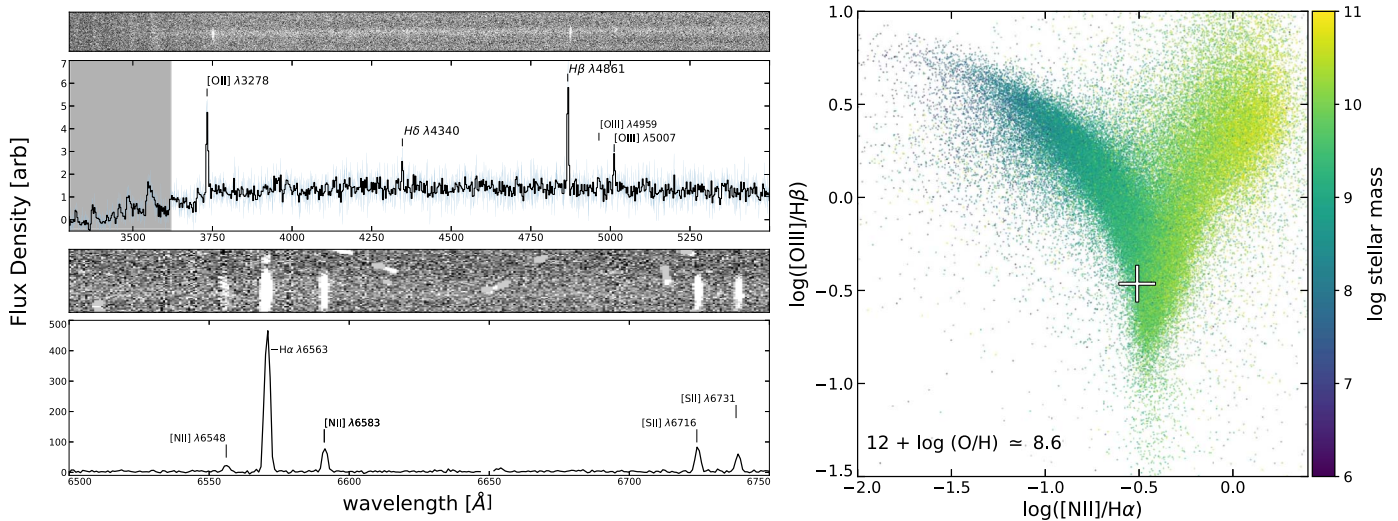 Flux Density [arb]
7
6
5
4
3
2
1
0
[OII] λ3278
Hδ λ4340
Hβ λ4861
[OIII] λ4959
[OIII] λ5007
3500 3750 4000 4250 4500 4750 5000 5250
500
400
300
200
100
0
[NII] λ6548
Hα λ6563
[NII] λ6583
[SII] λ6716
[SII] λ6731
6500 6550 6600 6650 6700 6750
wavelength [Å]
log([OIII]/Hβ)
1.0
0.5
0.0
−0.5
−1.0
−1.5
12 + log (O/H) ≃ 8.6
−2.0 −1.5 −1.0 −0.5 0.0
log([NII]/Hα)
11
10
9
8
7
6
log stellar mass